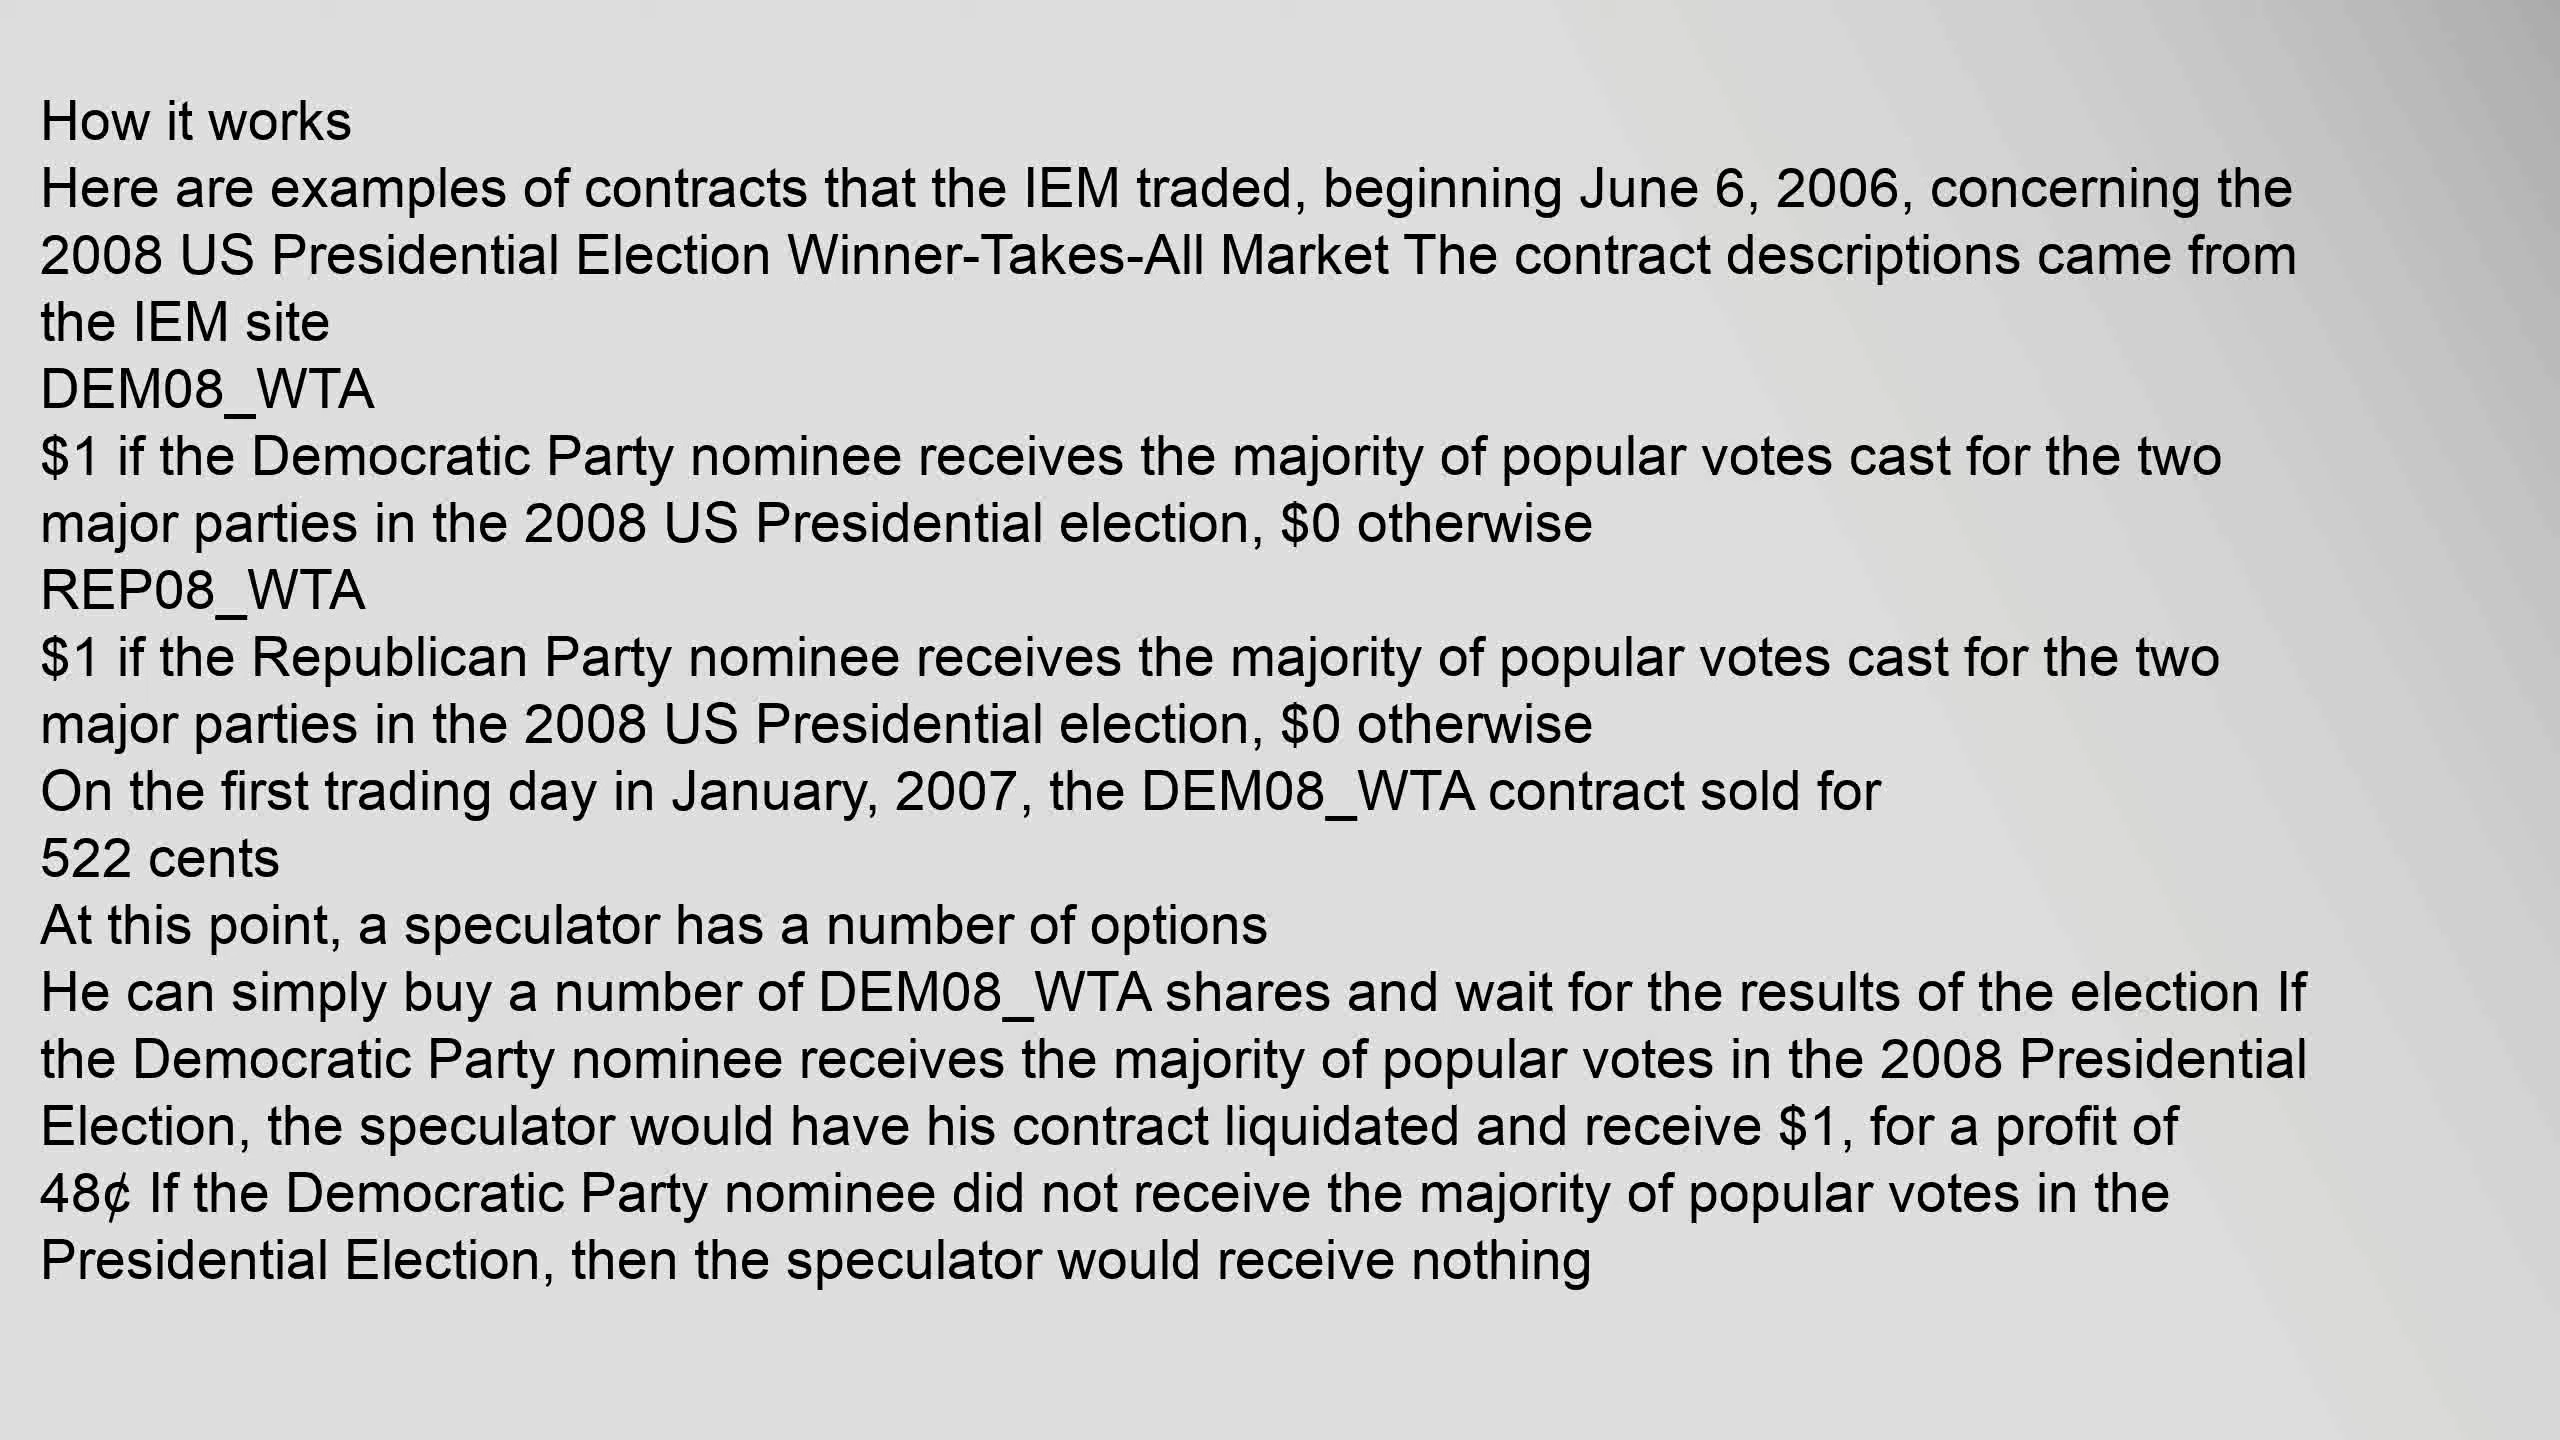 How it works
Here are examples of contracts that the IEM traded, beginning June 6, 2006, concerning the
2008 US Presidential Election Winner-Takes-All Market The contract descriptions came from
the IEM site
DEM08_WTA
$1 if the Democratic Party nominee receives the majority of popular votes cast for the two
major parties in the 2008 US Presidential election, $0 otherwise
REP08_WTA
$1 if the Republican Party nominee receives the majority of popular votes cast for the two
major parties in the 2008 US Presidential election, $0 otherwise
On the first trading day in January, 2007, the DEM08_WTA contract sold for
522 cents
At this point, a speculator has a number of options
He can simply buy a number of DEM08_WTA shares and wait for the results of the election If
the Democratic Party nominee receives the majority of popular votes in the 2008 Presidential
Election, the speculator would have his contract liquidated and receive $1, for a profit of
48¢ If the Democratic Party nominee did not receive the majority of popular votes in the
Presidential Election, then the speculator would receive nothing